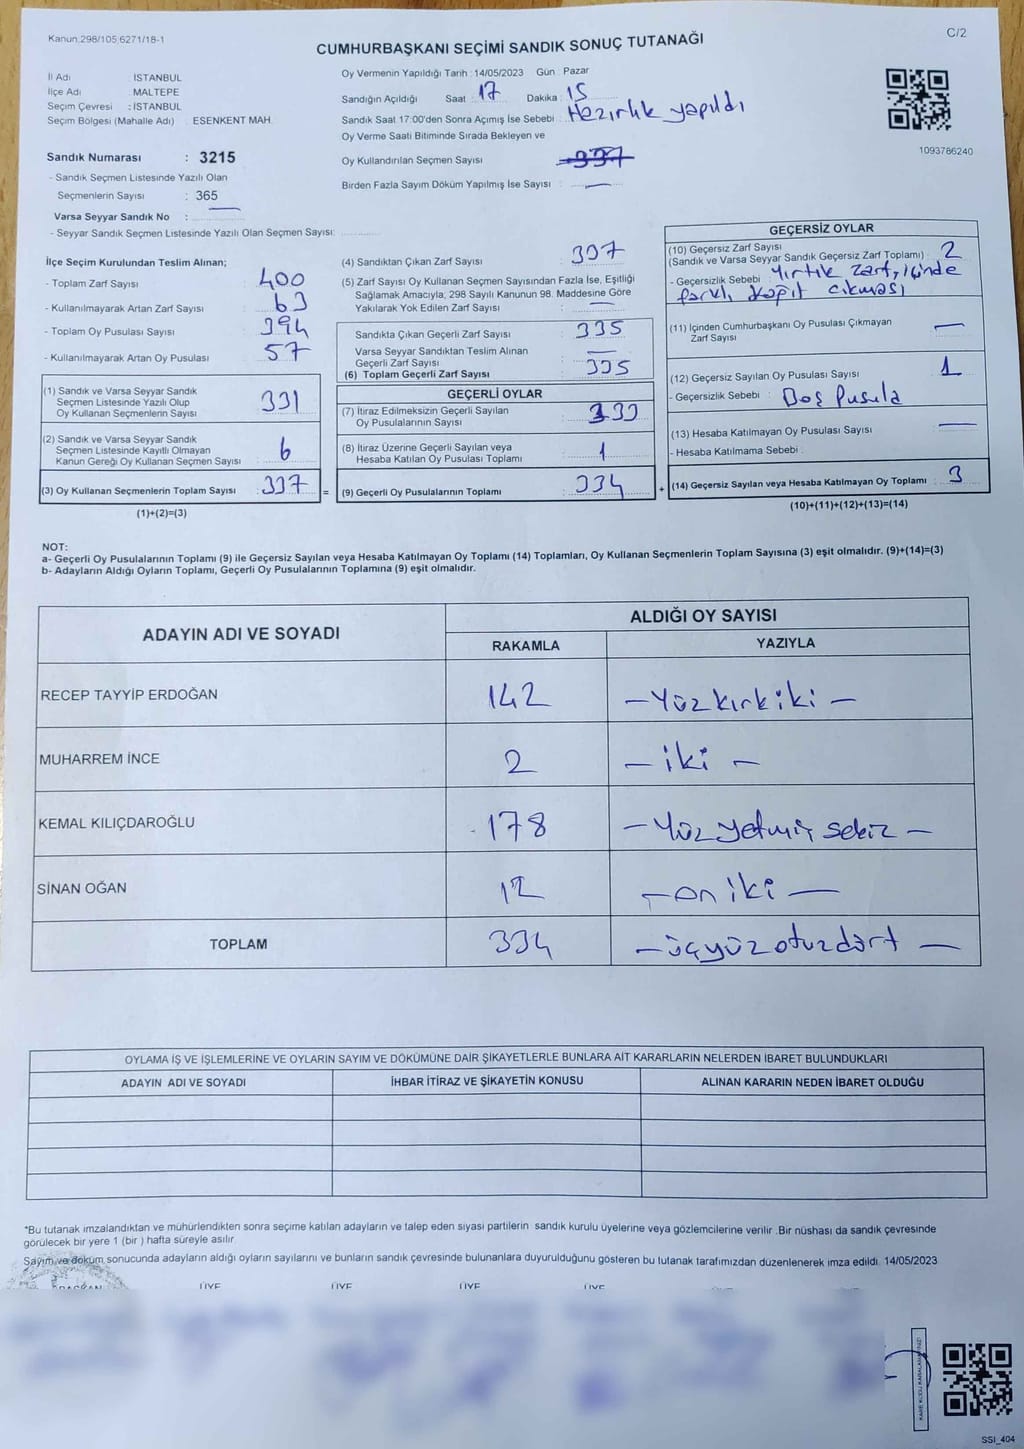 Kanun:298/105,6271/18-1
C/2
CUMHURBAŞKANI SEÇİMİ SANDIK SONUÇ TUTANAĞI
İl Adı : İSTANBUL
İlçe Adı : MALTEPE
Seçim Çevresi : İSTANBUL
Seçim Bölgesi (Mahalle Adı) : ESENKENT MAH.
Oy Vermenin Yapıldığı Tarih :14/05/2023 Gün : Pazar
Sandığın Açıldığı Saat : 17 Dakika : 15
Sandık Saat 17:00'den Sonra Açımış İse Sebebi : Hazırlık yapıldı
Oy Verme Saati Bitiminde Sırada Bekleyen ve
Oy Kullandırılan Seçmen Sayısı : 337
Birden Fazla Sayım Döküm Yapılmış İse Sayısı : —
1093786240
Sandık Numarası : 3215
- Sandık Seçmen Listesinde Yazılı Olan
Seçmenlerin Sayısı : 365
Varsa Seyyar Sandık No : —
- Seyyar Sandık Seçmen Listesinde Yazılı Olan Seçmen Sayısı:
İlçe Seçim Kurulundan Teslim Alınan;
- Toplam Zarf Sayısı : 400
- Kullanılmayarak Artan Zarf Sayısı : 63
- Toplam Oy Pusulası Sayısı : 394
- Kullanılmayarak Artan Oy Pusulası : 57
(1) Sandık ve Varsa Seyyar Sandık
Seçmen Listesinde Yazılı Olup
Oy Kullanan Seçmenlerin Sayısı : 331
(2) Sandık ve Varsa Seyyar Sandık
Seçmen Listesinde Kayıtlı Olmayan
Kanun Gereği Oy Kullanan Seçmen Sayısı : 6
(3) Oy Kullanan Seçmenlerin Toplam Sayısı : 337 =
(1)+(2)=(3)
(4) Sandıktan Çıkan Zarf Sayısı : 337
(5) Zarf Sayısı Oy Kullanan Seçmen Sayısından Fazla İse, Eşitliği
Sağlamak Amacıyla; 298 Sayılı Kanunun 98. Maddesine Göre
Yakılarak Yok Edilen Zarf Sayısı : —
Sandıkta Çıkan Geçerli Zarf Sayısı : 335
Varsa Seyyar Sandıktan Teslim Alınan
Geçerli Zarf Sayısı : —
(6) Toplam Geçerli Zarf Sayısı : 335
GEÇERLİ OYLAR
(7) İtiraz Edilmeksizin Geçerli Sayılan
Oy Pusulalarının Sayısı : 333
(8) İtiraz Üzerine Geçerli Sayılan veya
Hesaba Katılan Oy Pusulası Toplamı : 1
(9) Geçerli Oy Pusulalarının Toplamı : 334 +
GEÇERSİZ OYLAR
(10) Geçersiz Zarf Sayısı
(Sandık ve Varsa Seyyar Sandık Geçersiz Zarf Toplamı) : 2
- Geçersizlik Sebebi : Yırtık Zarf, içinde
farklı kağıt çıkması
(11) İçinden Cumhurbaşkanı Oy Pusulası Çıkmayan
Zarf Sayısı : —
(12) Geçersiz Sayılan Oy Pusulası Sayısı : 1
- Geçersizlik Sebebi : Boş Pusula
(13) Hesaba Katılmayan Oy Pusulası Sayısı : —
- Hesaba Katılmama Sebebi :
(14) Geçersiz Sayılan veya Hesaba Katılmayan Oy Toplamı : 3
(10)+(11)+(12)+(13)=(14)
NOT:
a- Geçerli Oy Pusulalarının Toplamı (9) ile Geçersiz Sayılan veya Hesaba Katılmayan Oy Toplamı (14) Toplamları, Oy Kullanan Seçmenlerin Toplam Sayısına (3) eşit olmalıdır. (9)+(14)=(3)
b- Adayların Aldığı Oyların Toplamı, Geçerli Oy Pusulalarının Toplamına (9) eşit olmalıdır.
ADAYIN ADI VE SOYADI ALDIĞI OY SAYISI
RAKAMLA YAZIYLA
RECEP TAYYİP ERDOĞAN 142 — Yüzkırkiki —
MUHARREM İNCE 2 — iki —
KEMAL KILIÇDAROĞLU 178 — Yüzyetmiş sekiz —
SİNAN OĞAN 12 — on iki —
TOPLAM 334 — üçyüzotuzdört —
OYLAMA İŞ VE İŞLEMLERİNE VE OYLARIN SAYIM VE DÖKÜMÜNE DAİR ŞİKAYETLERLE BUNLARA AİT KARARLARIN NELERDEN İBARET BULUNDUKLARI
ADAYIN ADI VE SOYADI İHBAR İTİRAZ VE ŞİKAYETİN KONUSU ALINAN KARARIN NEDEN İBARET OLDUĞU
*Bu tutanak imzalandıktan ve mühürlendikten sonra seçime katılan adayların ve talep eden siyasi partilerin sandık kurulu üyelerine veya gözlemcilerine verilir. Bir nüshası da sandık çevresinde
görülecek bir yere 1 (bir ) hafta süreyle asılır.
Sayım ve döküm sonucunda adayların aldığı oyların sayılarını ve bunların sandık çevresinde bulunanlara duyurulduğunu gösteren bu tutanak tarafımızdan düzenlenerek imza edildi. 14/05/2023
BAŞKAN ÜYE ÜYE ÜYE ÜYE
SSI_404